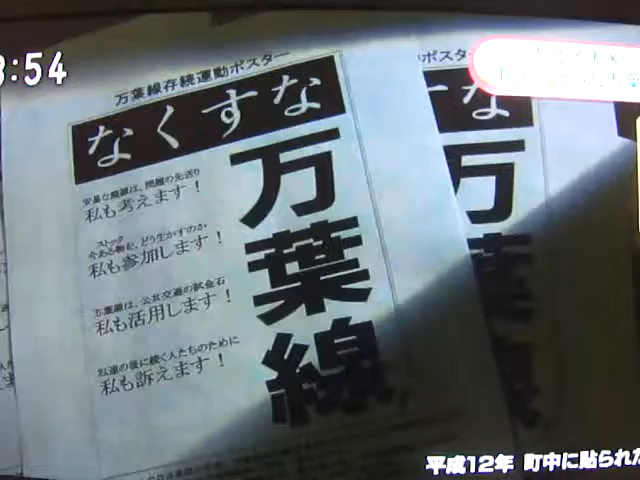 8:54
万葉線存続運動ポスター
なくすな
万葉線
安易な廃線は、問題の先送り
私も考えます！
ストック
今ある物を、どう生かすのか
私も参加します！
万葉線は、公共交通の試金石
私も活用します！
私達の後に続く人たちのために
私も訴えます！
ポスター
な
万葉線
平成12年 町中に貼られた